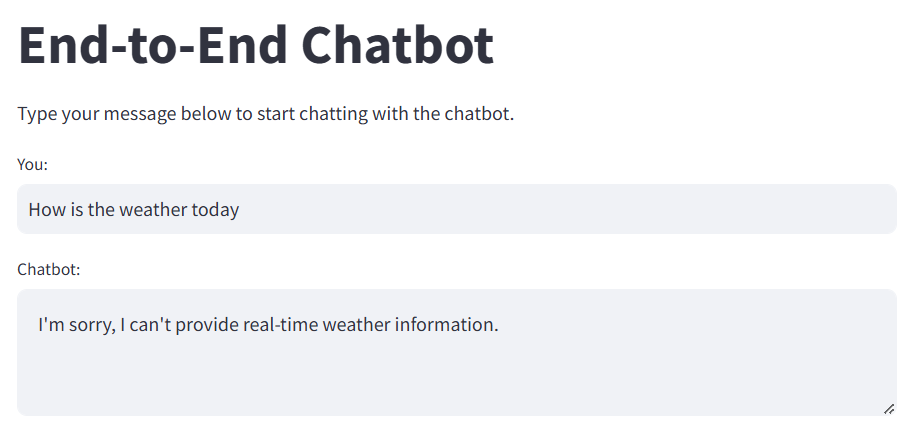 End-to-End Chatbot
Type your message below to start chatting with the chatbot.
You:
How is the weather today
Chatbot:
I'm sorry, I can't provide real-time weather information.